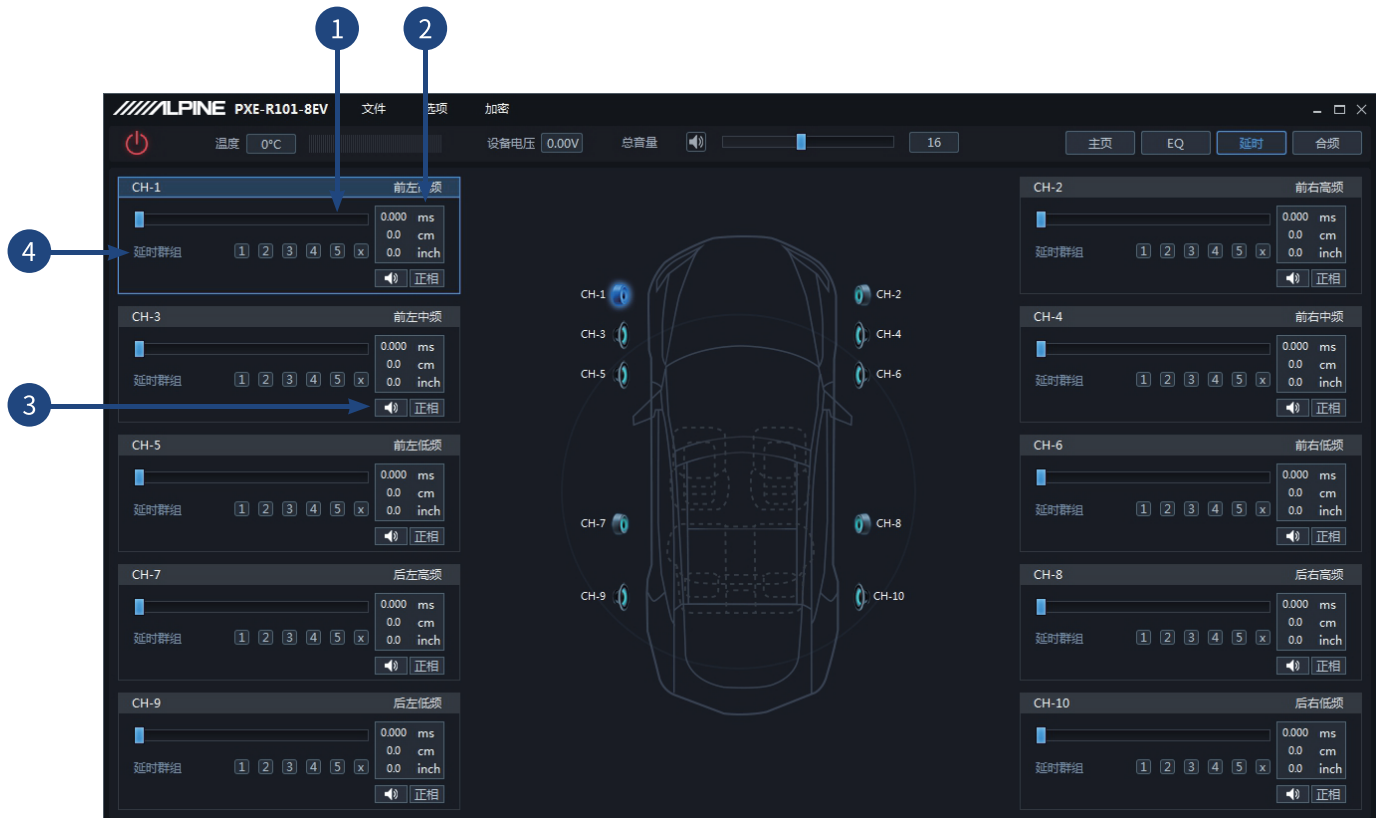 1 2
ALPINE PXE-R101-8EV 文件 选项 加密
温度 0°C 设备电压 0.00V 总音量 16 主页 EQ 延时 合频
CH-1 前左高频
0.000 ms
0.0 cm
4
延时群组 1 2 3 4 5 x 0.0 inch
正相
CH-2 前右高频
0.000 ms
0.0 cm
延时群组 1 2 3 4 5 x 0.0 inch
正相
CH-3 前左中频
0.000 ms
0.0 cm
延时群组 1 2 3 4 5 x 0.0 inch
3
正相
CH-4 前右中频
0.000 ms
0.0 cm
延时群组 1 2 3 4 5 x 0.0 inch
正相
CH-5 前左低频
0.000 ms
0.0 cm
延时群组 1 2 3 4 5 x 0.0 inch
正相
CH-6 前右低频
0.000 ms
0.0 cm
延时群组 1 2 3 4 5 x 0.0 inch
正相
CH-7 后左高频
0.000 ms
0.0 cm
延时群组 1 2 3 4 5 x 0.0 inch
正相
CH-8 后右高频
0.000 ms
0.0 cm
延时群组 1 2 3 4 5 x 0.0 inch
正相
CH-9 后左低频
0.000 ms
0.0 cm
延时群组 1 2 3 4 5 x 0.0 inch
正相
CH-10 后右低频
0.000 ms
0.0 cm
延时群组 1 2 3 4 5 x 0.0 inch
正相
CH-1 CH-2
CH-3 CH-4
CH-5 CH-6
CH-7 CH-8
CH-9 CH-10